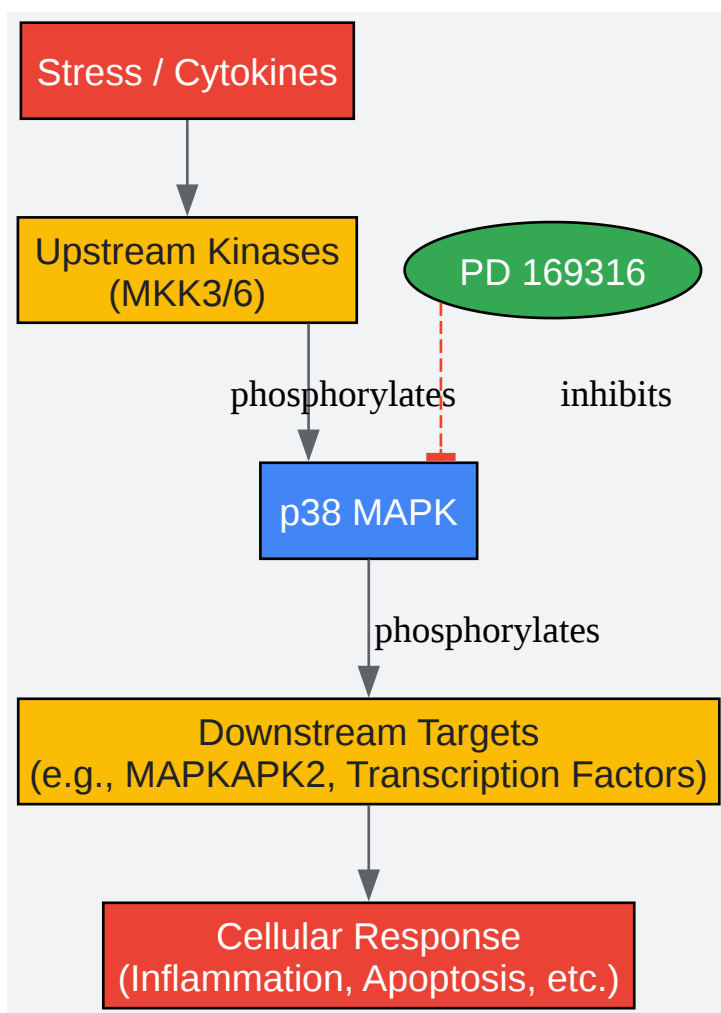 Stress / Cytokines
Upstream Kinases
(MKK3/6)
PD 169316
phosphorylates
inhibits
p38 MAPK
phosphorylates
Downstream Targets
(e.g., MAPKAPK2, Transcription Factors)
Cellular Response
(Inflammation, Apoptosis, etc.)